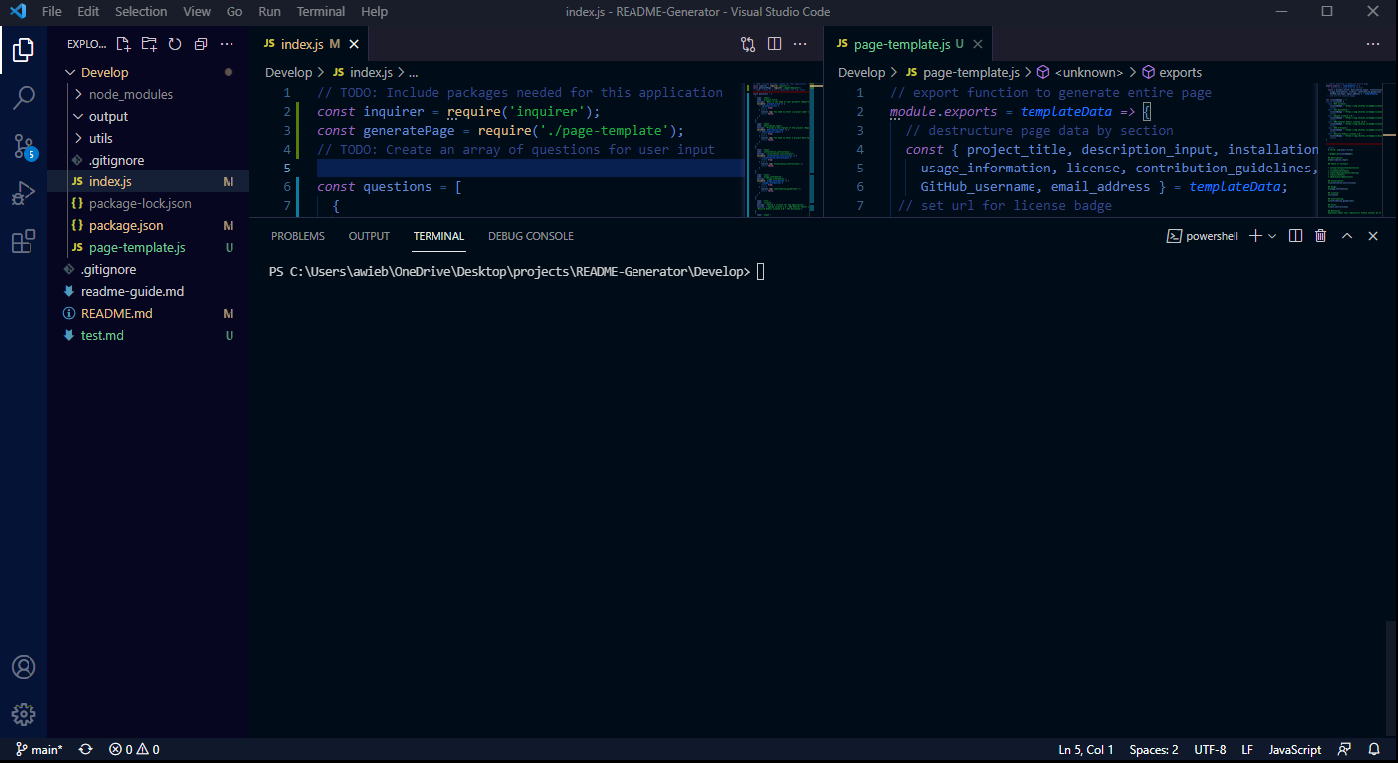 File Edit Selection View Go Run Terminal Help
index.js - README-Generator - Visual Studio Code
EXPLO...
Develop
node_modules
output
utils
.gitignore
JS index.js M
{} package-lock.json
{} package.json M
JS page-template.js U
.gitignore
readme-guide.md
README.md M
test.md U
5
JS index.js M
Develop > JS index.js > ...
1 // TODO: Include packages needed for this application
2 const inquirer = require('inquirer');
3 const generatePage = require('./page-template');
4 // TODO: Create an array of questions for user input
5
6 const questions = [
7 {
JS page-template.js U
Develop > JS page-template.js > <unknown> > exports
1 // export function to generate entire page
2 module.exports = templateData => {
3 // destructure page data by section
4 const { project_title, description_input, installation
5 usage_information, license, contribution_guidelines,
6 GitHub_username, email_address } = templateData;
7 // set url for license badge
PROBLEMS OUTPUT TERMINAL DEBUG CONSOLE
powershell
PS C:\Users\awieb\OneDrive\Desktop\projects\README-Generator\Develop>
main* 0 0
Ln 5, Col 1 Spaces: 2 UTF-8 LF JavaScript